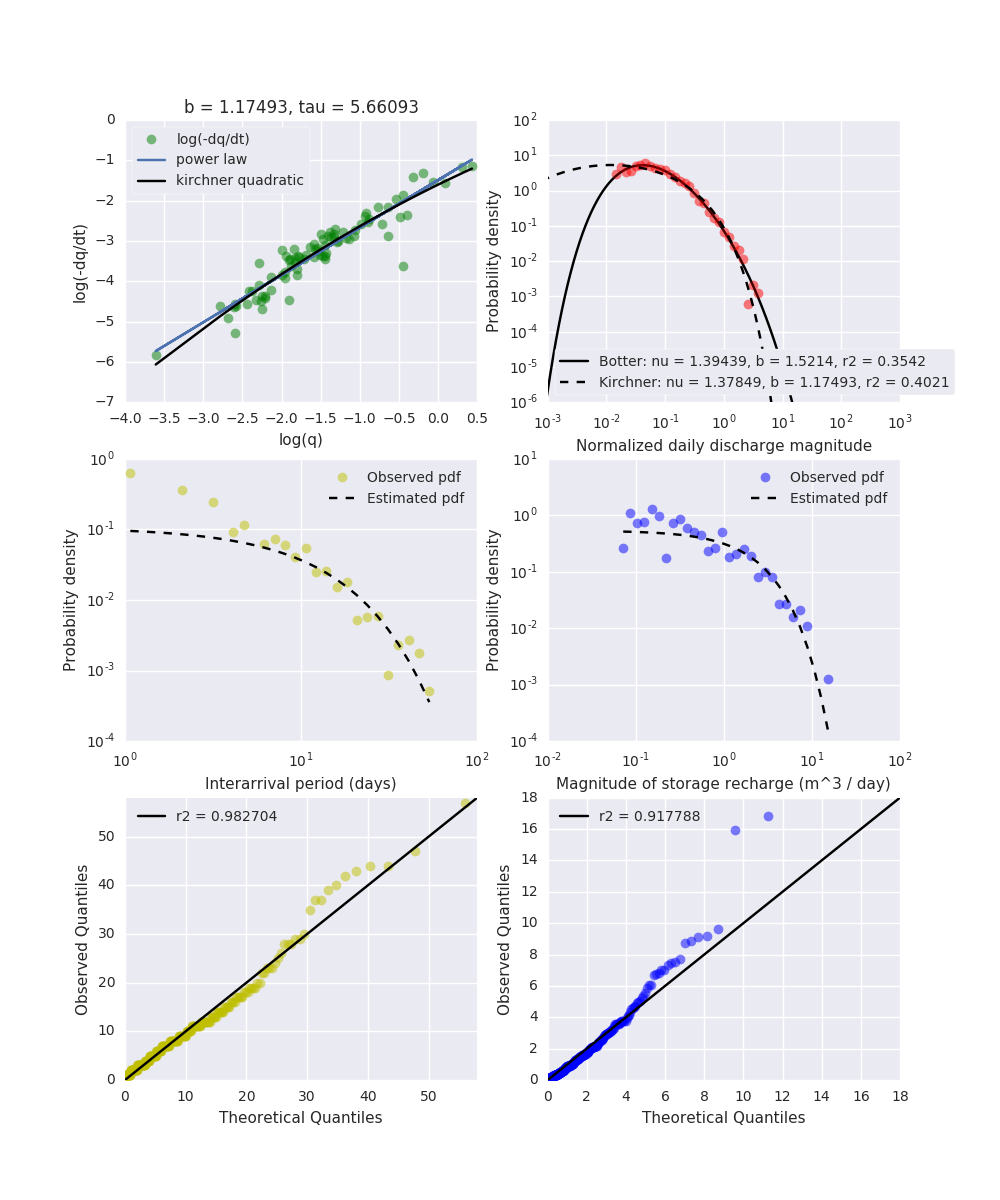 b = 1.17493, tau = 5.66093
log(-dq/dt)
power law
kirchner quadratic
0
−1
−2
−3
−4
−5
−6
−7
log(-dq/dt)
−4.0 −3.5 −3.0 −2.5 −2.0 −1.5 −1.0 −0.5 0.0 0.5
log(q)
10^2
10^1
10^0
10^-1
10^-2
10^-3
10^-4
10^-5
10^-6
Probability density
Botter: nu = 1.39439, b = 1.5214, r2 = 0.3542
Kirchner: nu = 1.37849, b = 1.17493, r2 = 0.4021
10^-3 10^-2 10^-1 10^0 10^1 10^2 10^3
Normalized daily discharge magnitude
10^0
10^-1
10^-2
10^-3
10^-4
Probability density
Observed pdf
Estimated pdf
10^0 10^1 10^2
Interarrival period (days)
10^1
10^0
10^-1
10^-2
10^-3
10^-4
Probability density
Observed pdf
Estimated pdf
10^-2 10^-1 10^0 10^1 10^2
Magnitude of storage recharge (m^3 / day)
r2 = 0.982704
50
40
30
20
10
0
Observed Quantiles
0 10 20 30 40 50
Theoretical Quantiles
r2 = 0.917788
18
16
14
12
10
8
6
4
2
0
Observed Quantiles
0 2 4 6 8 10 12 14 16 18
Theoretical Quantiles